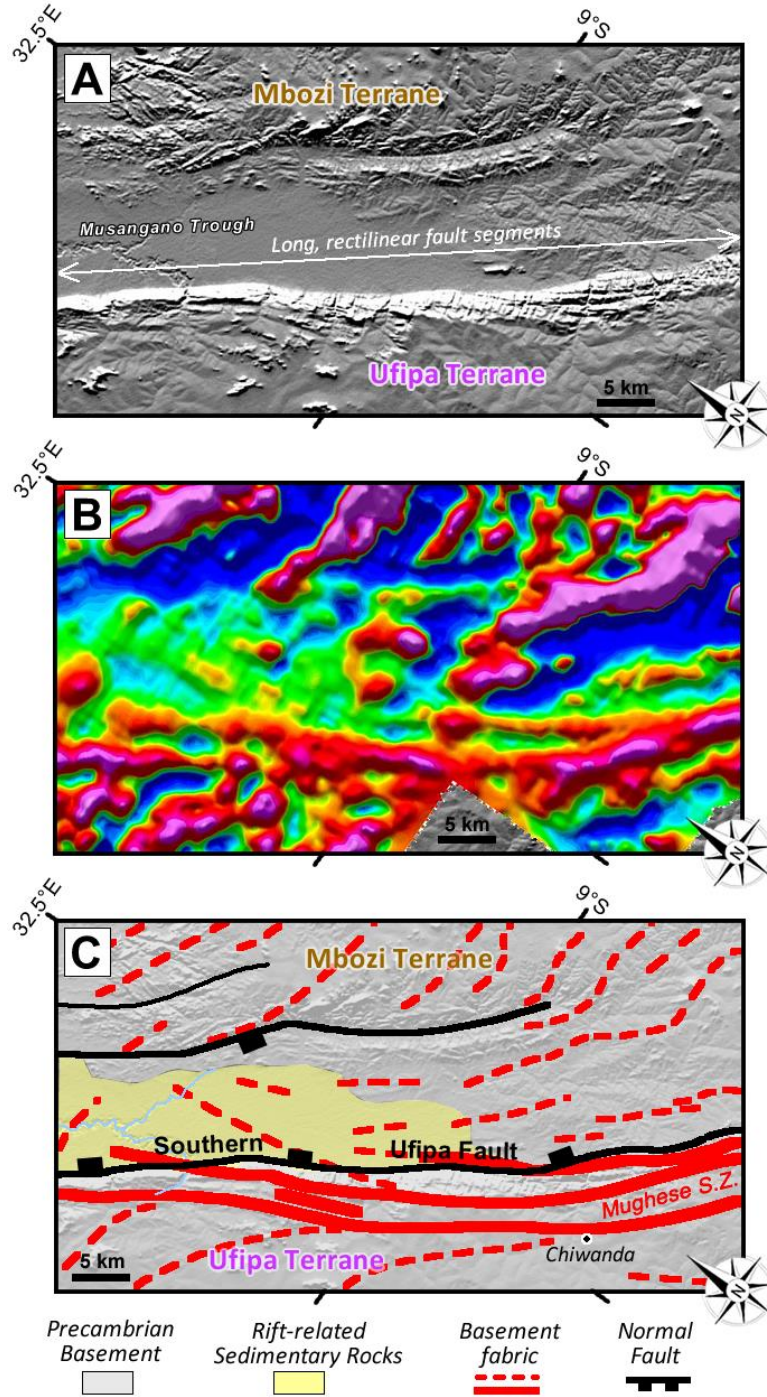 32.5°E
9°S
A
Mbozi Terrane
Musangano Trough
Long, rectilinear fault segments
Ufipa Terrane
5 km
N
32.5°E
9°S
B
5 km
N
32.5°E
9°S
C
Mbozi Terrane
Southern
Ufipa Fault
Mughese S.Z.
Ufipa Terrane
5 km
Chiwanda
N
Precambrian
Basement
Rift-related
Sedimentary Rocks
Basement
fabric
Normal
Fault